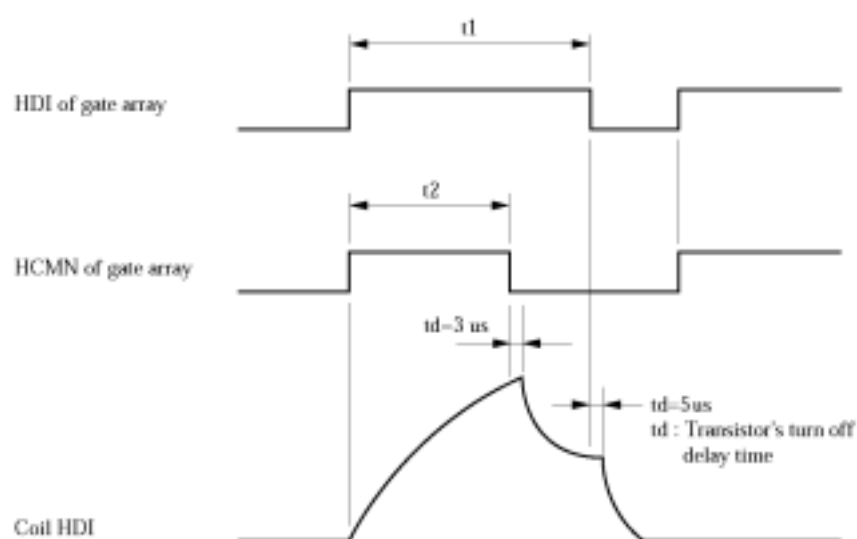 t1
HDI of gate array
t2
HCMN of gate array
td=3 us
td=5us
td : Transistor's turn off
delay time
Coil HDI